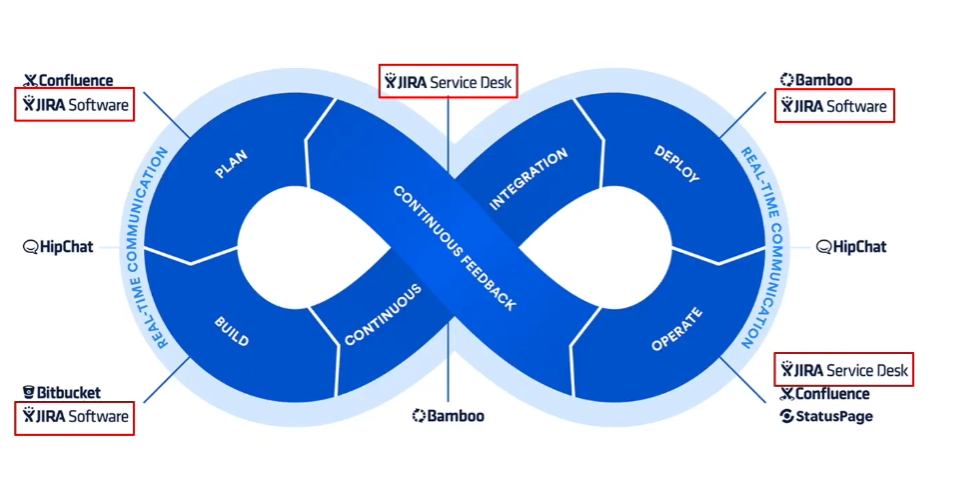 Confluence
JIRA Software
JIRA Service Desk
Bamboo
JIRA Software
PLAN
CONTINUOUS FEEDBACK
INTEGRATION
DEPLOY
REAL-TIME COMMUNICATION
REAL-TIME COMMUNICATION
HipChat
HipChat
BUILD
CONTINUOUS
OPERATE
Bitbucket
JIRA Software
Bamboo
JIRA Service Desk
Confluence
StatusPage